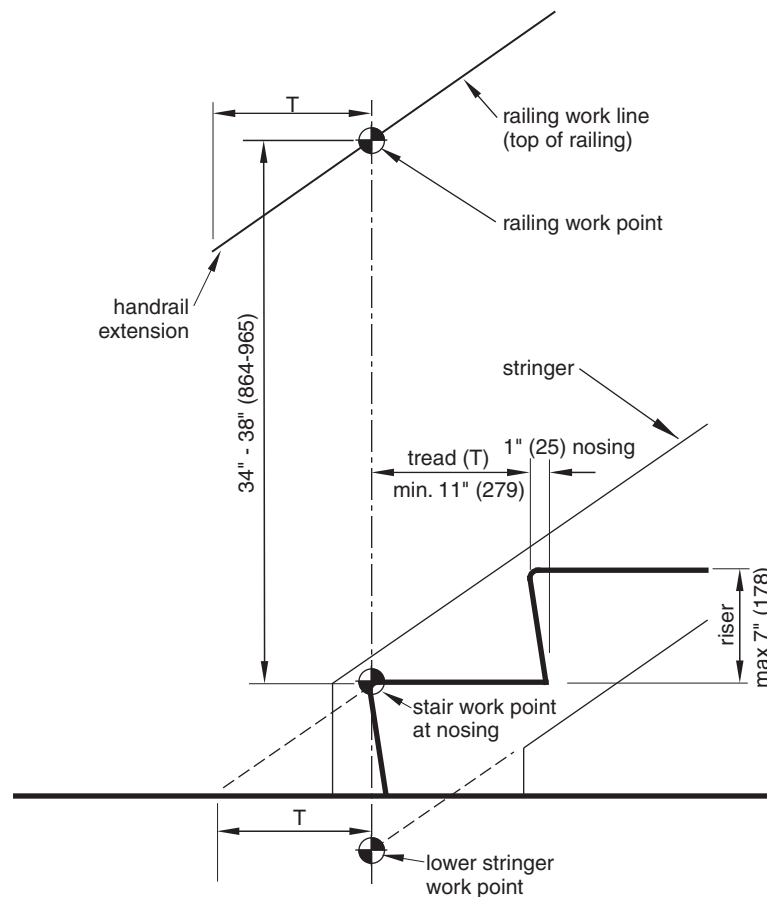 T
railing work line
(top of railing)
railing work point
handrail
extension
34" - 38" (864-965)
stringer
1" (25) nosing
tread (T)
min. 11" (279)
riser
max 7" (178)
stair work point
at nosing
T
lower stringer
work point